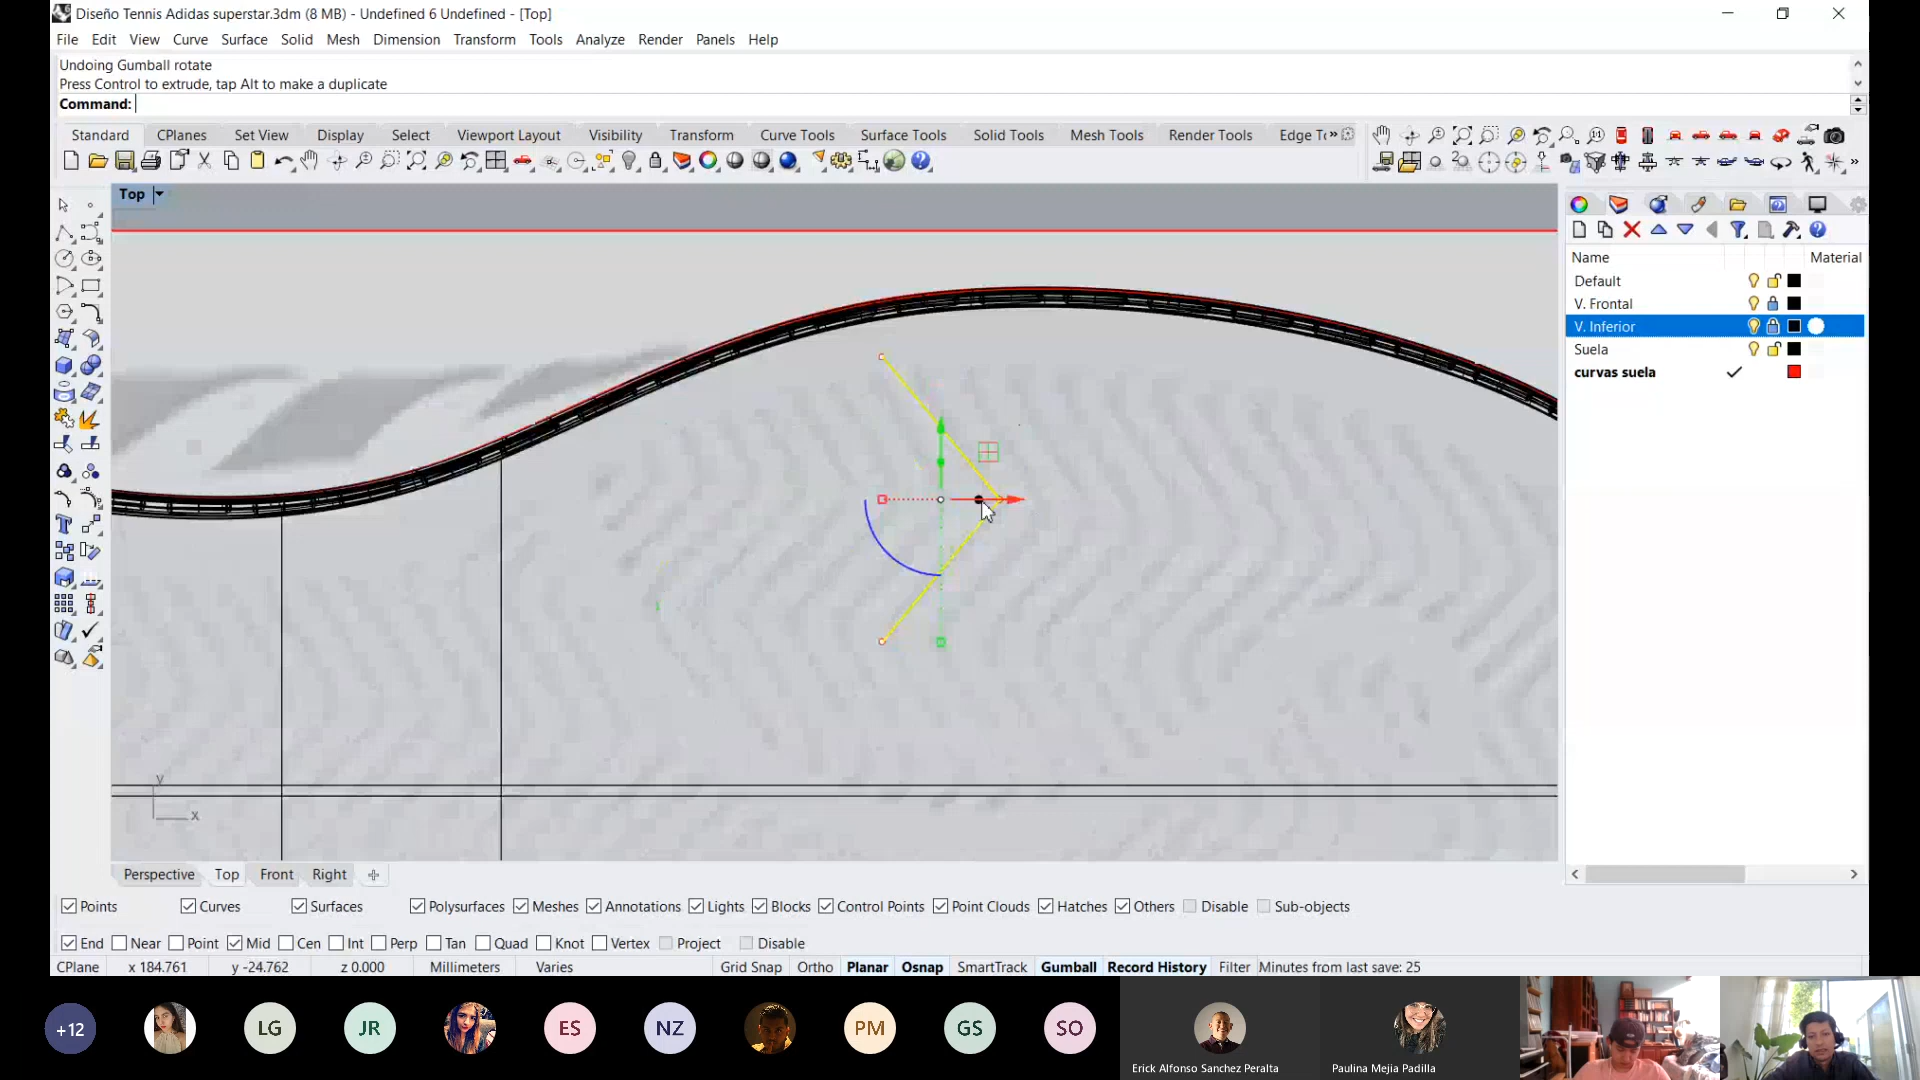 Diseño Tennis Adidas superstar.3dm (8 MB) - Undefined 6 Undefined - [Top]
File Edit View Curve Surface Solid Mesh Dimension Transform Tools Analyze Render Panels Help
Undoing Gumball rotate
Press Control to extrude, tap Alt to make a duplicate
Command:
Standard CPlanes Set View Display Select Viewport Layout Visibility Transform Curve Tools Surface Tools Solid Tools Mesh Tools Render Tools Edge To
Top
Name Material
Default
V. Frontal
V. Inferior
Suela
curvas suela
y
x
Perspective Top Front Right
Points Curves Surfaces Polysurfaces Meshes Annotations Lights Blocks Control Points Point Clouds Hatches Others Disable Sub-objects
End Near Point Mid Cen Int Perp Tan Quad Knot Vertex Project Disable
CPlane x 184.761 y -24.762 z 0.000 Millimeters Varies Grid Snap Ortho Planar Osnap SmartTrack Gumball Record History Filter Minutes from last save: 25
+12 LG JR ES NZ PM GS SO
Erick Alfonso Sanchez Peralta Paulina Mejia Padilla